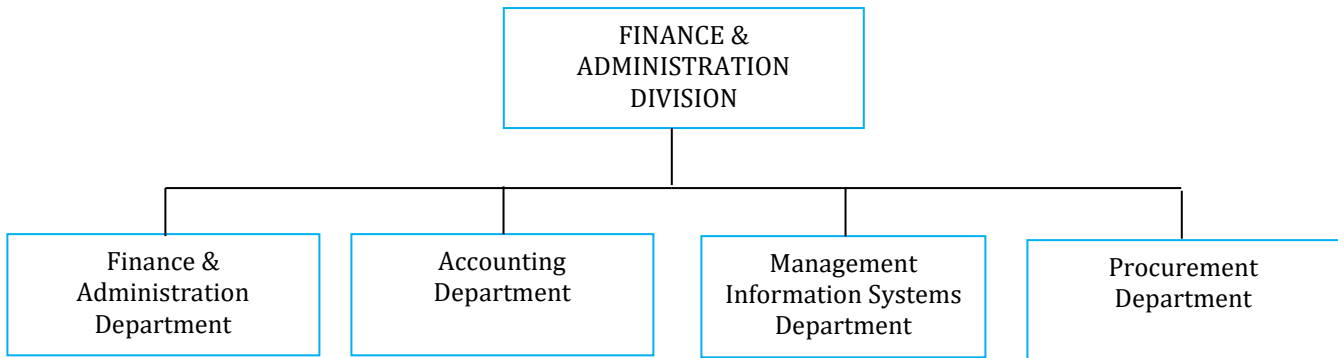 FINANCE &
ADMINISTRATION
DIVISION
Finance &
Administration
Department
Accounting
Department
Management
Information Systems
Department
Procurement
Department